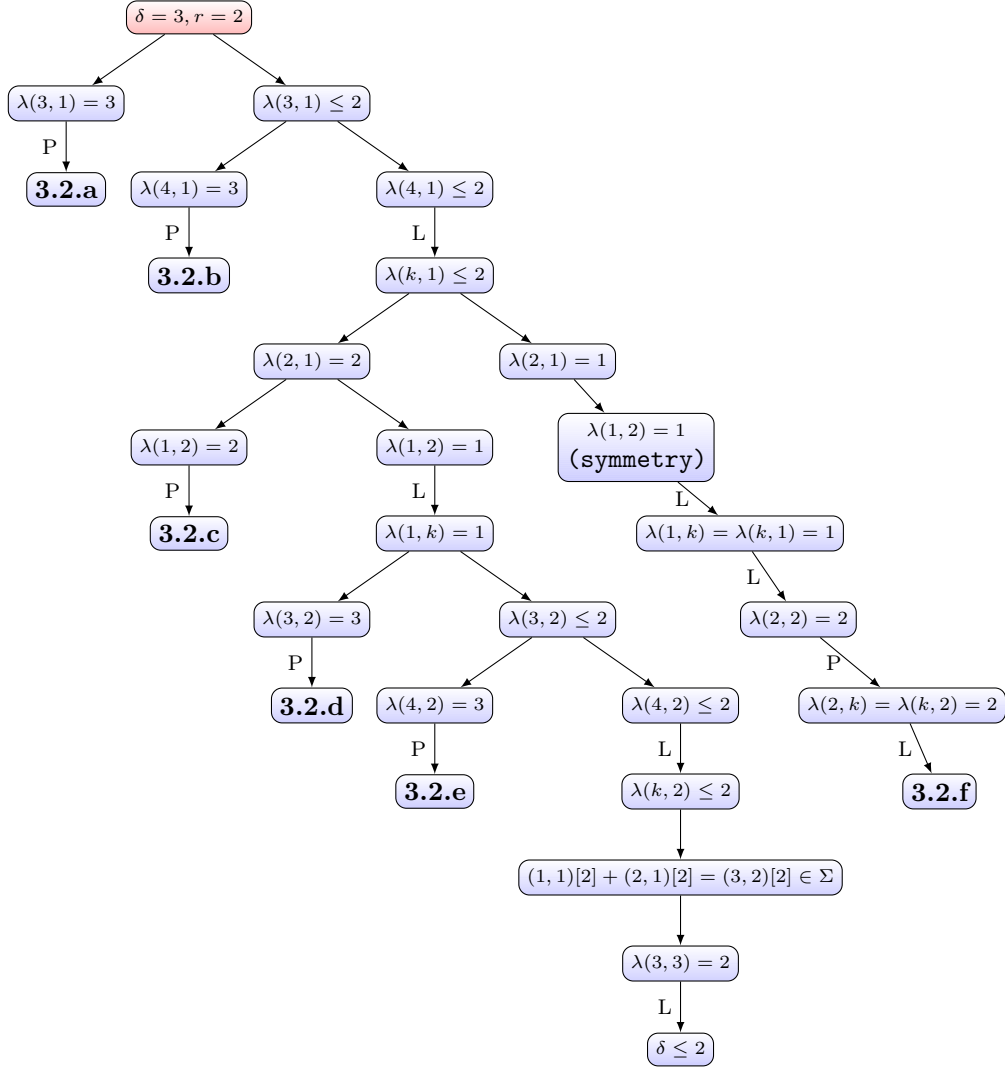 δ = 3, r = 2
λ(3, 1) = 3
λ(3, 1) ≤ 2
P
3.2.a
λ(4, 1) = 3
λ(4, 1) ≤ 2
P
L
3.2.b
λ(k, 1) ≤ 2
λ(2, 1) = 2
λ(2, 1) = 1
λ(1, 2) = 2
λ(1, 2) = 1
λ(1, 2) = 1
(symmetry)
P
L
L
3.2.c
λ(1, k) = 1
λ(1, k) = λ(k, 1) = 1
L
λ(3, 2) = 3
λ(3, 2) ≤ 2
λ(2, 2) = 2
P
P
3.2.d
λ(4, 2) = 3
λ(4, 2) ≤ 2
λ(2, k) = λ(k, 2) = 2
P
L
L
3.2.e
λ(k, 2) ≤ 2
3.2.f
(1, 1)[2] + (2, 1)[2] = (3, 2)[2] ∈ Σ
λ(3, 3) = 2
L
δ ≤ 2